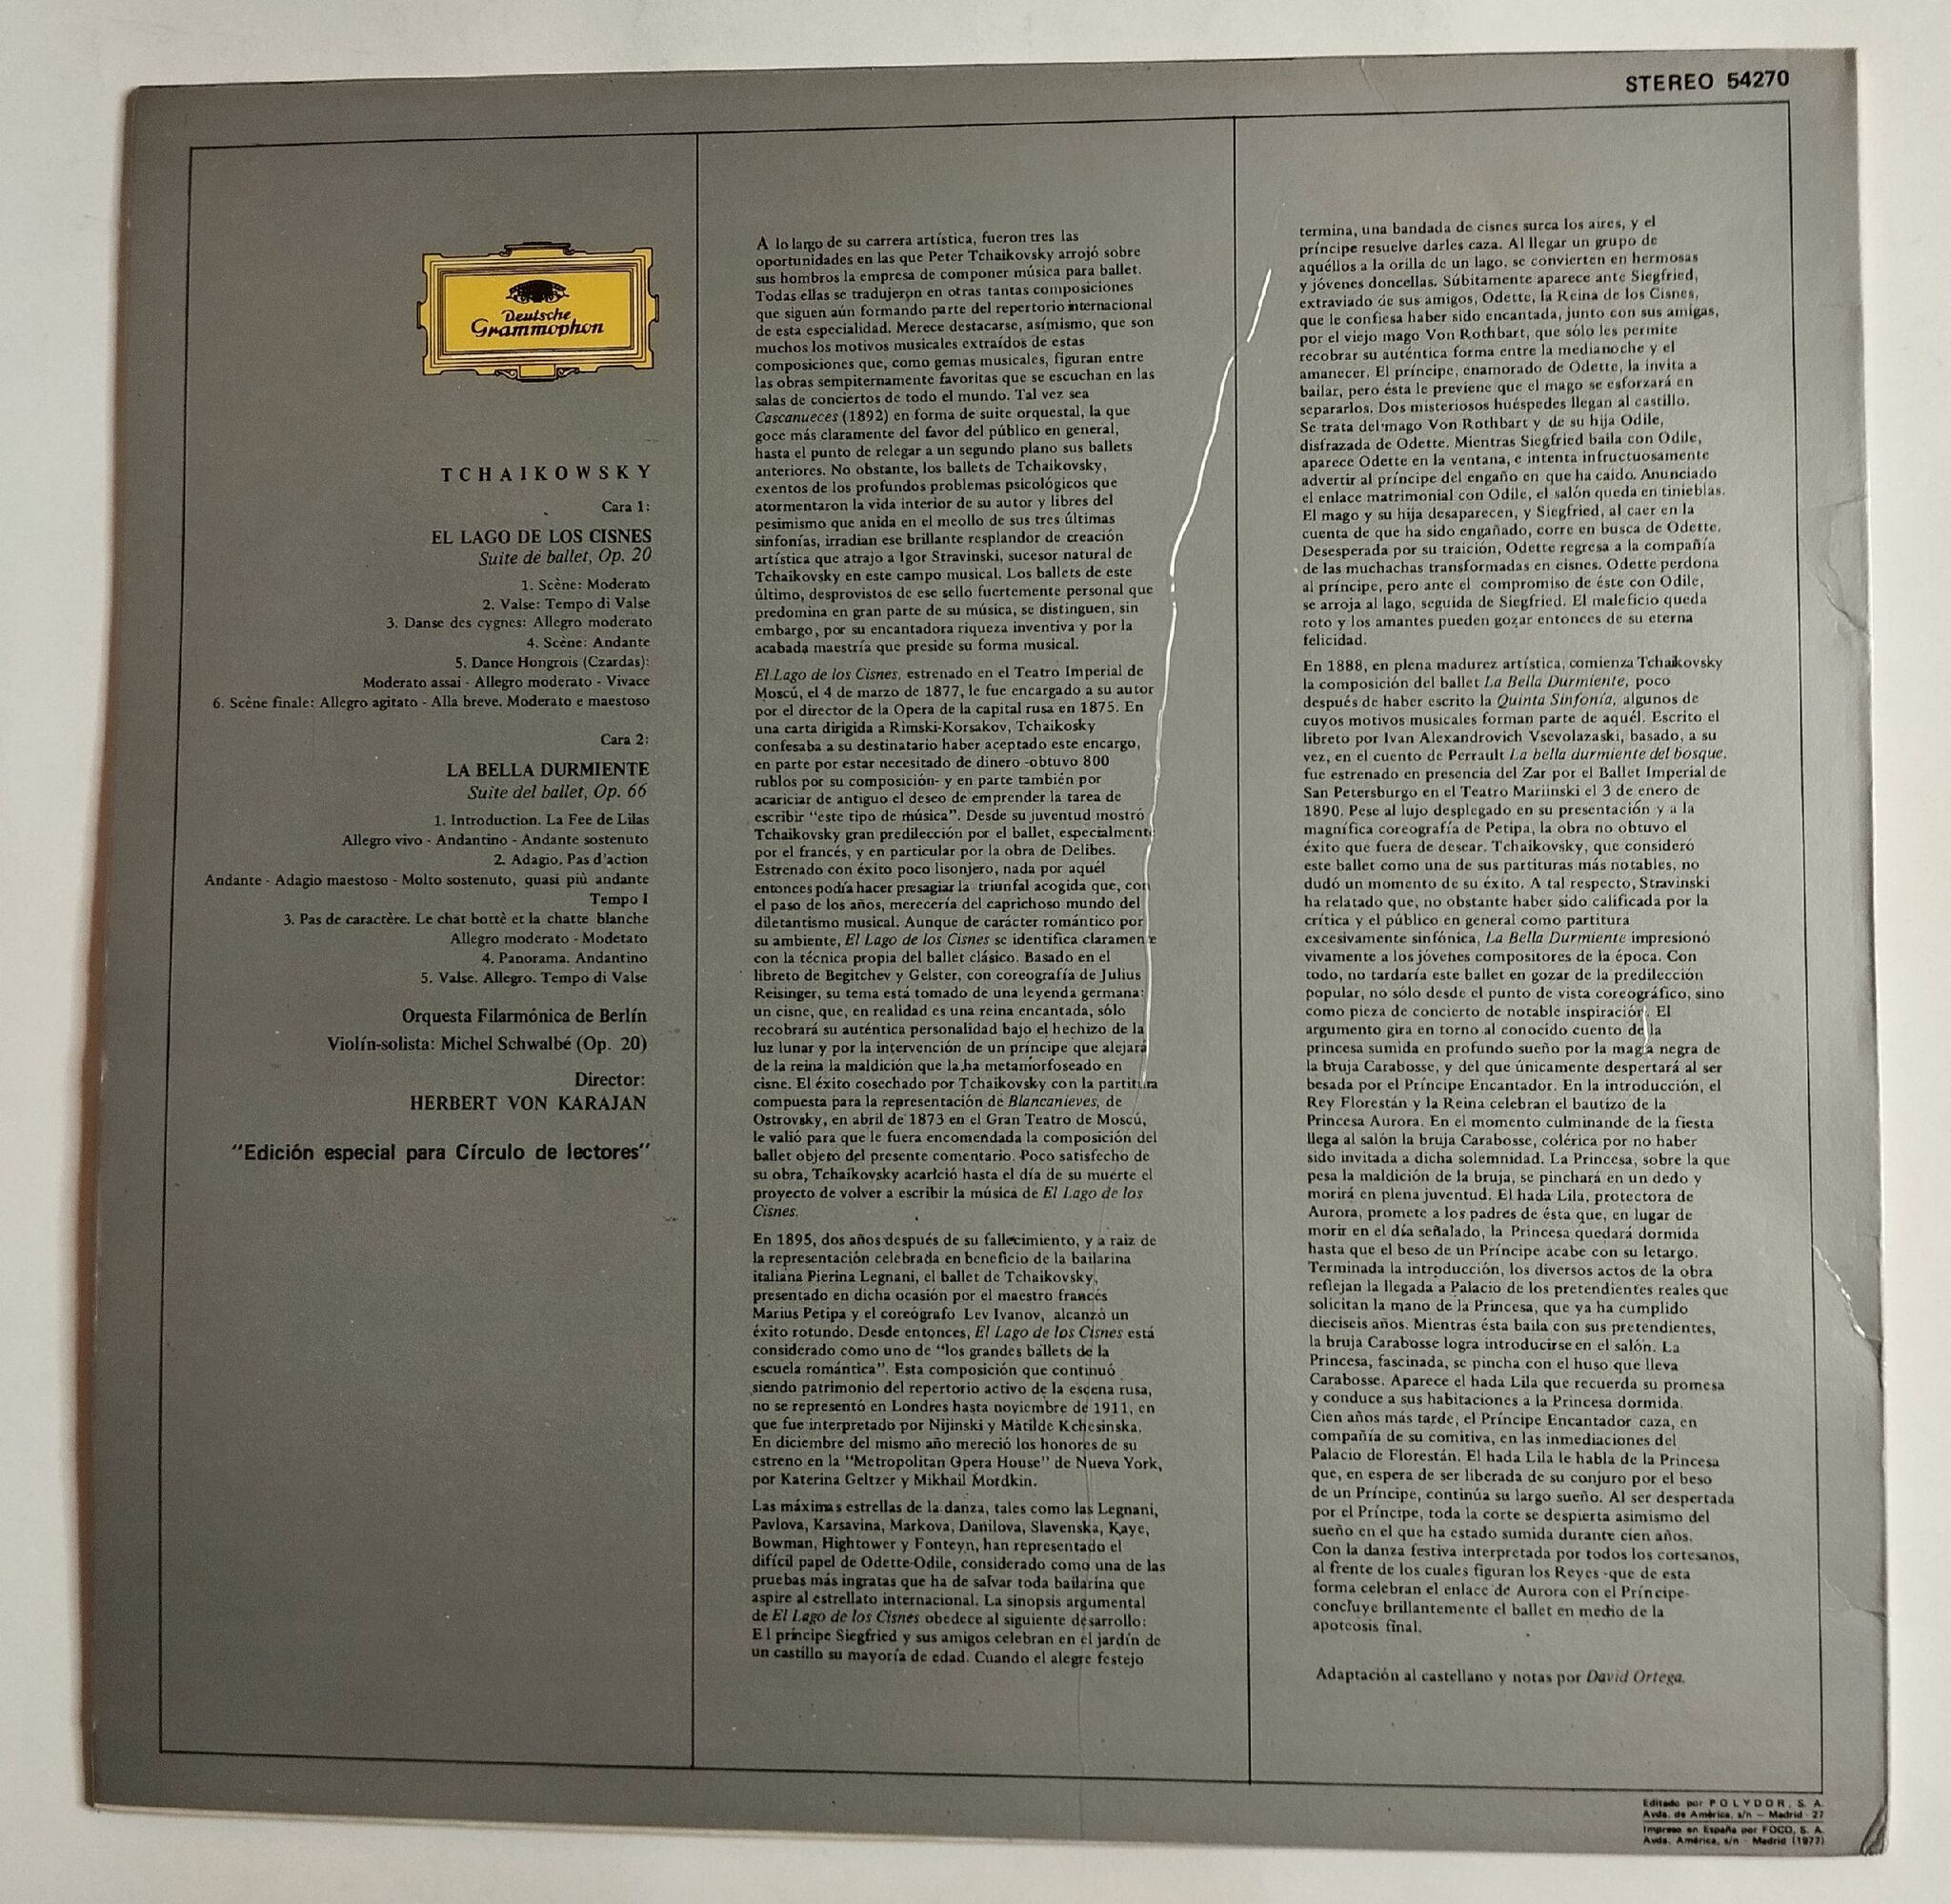 STEREO 54270
Deutsche
Grammophon
TCHAIKOWSKY
Cara 1:
EL LAGO DE LOS CISNES
Suite de ballet, Op. 20
1. Scène: Moderato
2. Valse: Tempo di Valse
3. Danse des cygnes: Allegro moderato
4. Scène: Andante
5. Dance Hongrois (Czardas):
Moderato assai - Allegro moderato - Vivace
6. Scène finale: Allegro agitato - Alla breve. Moderato e maestoso
Cara 2:
LA BELLA DURMIENTE
Suite del ballet, Op. 66
1. Introduction. La Fee de Lilas
Allegro vivo - Andantino - Andante sostenuto
2. Adagio. Pas d'action
Andante - Adagio maestoso - Molto sostenuto, quasi più andante
Tempo I
3. Pas de caractère. Le chat bottè et la chatte blanche
Allegro moderato - Modetato
4. Panorama. Andantino
5. Valse. Allegro. Tempo di Valse
Orquesta Filarmónica de Berlín
Violín-solista: Michel Schwalbé (Op. 20)
Director:
HERBERT VON KARAJAN
"Edición especial para Círculo de lectores"
A lo largo de su carrera artística, fueron tres las
oportunidades en las que Peter Tchaikovsky arrojó sobre
sus hombros la empresa de componer música para ballet.
Todas ellas se tradujeron en otras tantas composiciones
que siguen aún formando parte del repertorio internacional
de esta especialidad. Merece destacarse, asímismo, que son
muchos los motivos musicales extraídos de estas
composiciones que, como gemas musicales, figuran entre
las obras sempiternamente favoritas que se escuchan en las
salas de conciertos de todo el mundo. Tal vez sea
Cascanueces (1892) en forma de suite orquestal, la que
goce más claramente del favor del público en general,
hasta el punto de relegar a un segundo plano sus ballets
anteriores. No obstante, los ballets de Tchaikovsky,
exentos de los profundos problemas psicológicos que
atormentaron la vida interior de su autor y libres del
pesimismo que anida en el meollo de sus tres últimas
sinfonías, irradian ese brillante resplandor de creación
artística que atrajo a Igor Stravinski, sucesor natural de
Tchaikovsky en este campo musical. Los ballets de este
último, desprovistos de ese sello fuertemente personal que
predomina en gran parte de su música, se distinguen, sin
embargo, por su encantadora riqueza inventiva y por la
acabada maestría que preside su forma musical.
El Lago de los Cisnes, estrenado en el Teatro Imperial de
Moscú, el 4 de marzo de 1877, le fue encargado a su autor
por el director de la Opera de la capital rusa en 1875. En
una carta dirigida a Rimski-Korsakov, Tchaikosky
confesaba a su destinatario haber aceptado este encargo,
en parte por estar necesitado de dinero -obtuvo 800
rublos por su composición- y en parte también por
acariciar de antiguo el deseo de emprender la tarea de
escribir "este tipo de música". Desde su juventud mostró
Tchaikovsky gran predilección por el ballet, especialmente
por el francés, y en particular por la obra de Delibes.
Estrenado con éxito poco lisonjero, nada por aquél
entonces podía hacer presagiar la triunfal acogida que, con
el paso de los años, merecería del caprichoso mundo del
diletantismo musical. Aunque de carácter romántico por
su ambiente, El Lago de los Cisnes se identifica claramente
con la técnica propia del ballet clásico. Basado en el
libreto de Begitchev y Gelster, con coreografía de Julius
Reisinger, su tema está tomado de una leyenda germana:
un cisne, que, en realidad es una reina encantada, sólo
recobrará su auténtica personalidad bajo el hechizo de la
luz lunar y por la intervención de un príncipe que alejará
de la reina la maldición que la ha metamorfoseado en
cisne. El éxito cosechado por Tchaikovsky con la partitura
compuesta para la representación de Blancanieves, de
Ostrovsky, en abril de 1873 en el Gran Teatro de Moscú,
le valió para que le fuera encomendada la composición del
ballet objeto del presente comentario. Poco satisfecho de
su obra, Tchaikovsky acarició hasta el día de su muerte el
proyecto de volver a escribir la música de El Lago de los
Cisnes.
En 1895, dos años después de su fallecimiento, y a raiz de
la representación celebrada en beneficio de la bailarina
italiana Pierina Legnani, el ballet de Tchaikovsky,
presentado en dicha ocasión por el maestro francés
Marius Petipa y el coreógrafo Lev Ivanov, alcanzó un
éxito rotundo. Desde entonces, El Lago de los Cisnes está
considerado como uno de "los grandes ballets de la
escuela romántica". Esta composición que continuó
siendo patrimonio del repertorio activo de la escena rusa,
no se representó en Londres hasta noviembre de 1911, en
que fue interpretado por Nijinski y Matilde Kchesinska.
En diciembre del mismo año mereció los honores de su
estreno en la "Metropolitan Opera House" de Nueva York,
por Katerina Geltzer y Mikhail Mordkin.
Las máximas estrellas de la danza, tales como las Legnani,
Pavlova, Karsavina, Markova, Danilova, Slavenska, Kaye,
Bowman, Hightower y Fonteyn, han representado el
difícil papel de Odette-Odile, considerado como una de las
pruebas más ingratas que ha de salvar toda bailarina que
aspire al estrellato internacional. La sinopsis argumental
de El Lago de los Cisnes obedece al siguiente desarrollo:
El príncipe Siegfried y sus amigos celebran en el jardín de
un castillo su mayoría de edad. Cuando el alegre festejo
termina, una bandada de cisnes surca los aires, y el
príncipe resuelve darles caza. Al llegar un grupo de
aquéllos a la orilla de un lago, se convierten en hermosas
y jóvenes doncellas. Súbitamente aparece ante Siegfried,
extraviado de sus amigos, Odette, la Reina de los Cisnes,
que le confiesa haber sido encantada, junto con sus amigas,
por el viejo mago Von Rothbart, que sólo les permite
recobrar su auténtica forma entre la medianoche y el
amanecer. El príncipe, enamorado de Odette, la invita a
bailar, pero ésta le previene que el mago se esforzará en
separarlos. Dos misteriosos huéspedes llegan al castillo.
Se trata del mago Von Rothbart y de su hija Odile,
disfrazada de Odette. Mientras Siegfried baila con Odile,
aparece Odette en la ventana, e intenta infructuosamente
advertir al príncipe del engaño en que ha caido. Anunciado
el enlace matrimonial con Odile, el salón queda en tinieblas.
El mago y su hija desaparecen, y Siegfried, al caer en la
cuenta de que ha sido engañado, corre en busca de Odette.
Desesperada por su traición, Odette regresa a la compañía
de las muchachas transformadas en cisnes. Odette perdona
al príncipe, pero ante el compromiso de éste con Odile,
se arroja al lago, seguida de Siegfried. El maleficio queda
roto y los amantes pueden gozar entonces de su eterna
felicidad.
En 1888, en plena madurez artística, comienza Tchaikovsky
la composición del ballet La Bella Durmiente, poco
después de haber escrito la Quinta Sinfonía, algunos de
cuyos motivos musicales forman parte de aquél. Escrito el
libreto por Ivan Alexandrovich Vsevolazaski, basado, a su
vez, en el cuento de Perrault La bella durmiente del bosque,
fue estrenado en presencia del Zar por el Ballet Imperial de
San Petersburgo en el Teatro Mariinski el 3 de enero de
1890. Pese al lujo desplegado en su presentación y a la
magnífica coreografía de Petipa, la obra no obtuvo el
éxito que fuera de desear. Tchaikovsky, que consideró
este ballet como una de sus partituras más notables, no
dudó un momento de su éxito. A tal respecto, Stravinski
ha relatado que, no obstante haber sido calificada por la
crítica y el público en general como partitura
excesivamente sinfónica, La Bella Durmiente impresionó
vivamente a los jóvenes compositores de la época. Con
todo, no tardaría este ballet en gozar de la predilección
popular, no sólo desde el punto de vista coreográfico, sino
como pieza de concierto de notable inspiración. El
argumento gira en torno al conocido cuento de la
princesa sumida en profundo sueño por la magia negra de
la bruja Carabosse, y del que únicamente despertará al ser
besada por el Príncipe Encantador. En la introducción, el
Rey Florestán y la Reina celebran el bautizo de la
Princesa Aurora. En el momento culminande de la fiesta
llega al salón la bruja Carabosse, colérica por no haber
sido invitada a dicha solemnidad. La Princesa, sobre la que
pesa la maldición de la bruja, se pinchará en un dedo y
morirá en plena juventud. El hada Lila, protectora de
Aurora, promete a los padres de ésta que, en lugar de
morir en el día señalado, la Princesa quedará dormida
hasta que el beso de un Príncipe acabe con su letargo.
Terminada la introducción, los diversos actos de la obra
reflejan la llegada a Palacio de los pretendientes reales que
solicitan la mano de la Princesa, que ya ha cumplido
dieciseis años. Mientras ésta baila con sus pretendientes,
la bruja Carabosse logra introducirse en el salón. La
Princesa, fascinada, se pincha con el huso que lleva
Carabosse. Aparece el hada Lila que recuerda su promesa
y conduce a sus habitaciones a la Princesa dormida.
Cien años más tarde, el Príncipe Encantador caza, en
compañía de su comitiva, en las inmediaciones del
Palacio de Florestán. El hada Lila le habla de la Princesa
que, en espera de ser liberada de su conjuro por el beso
de un Príncipe, continúa su largo sueño. Al ser despertada
por el Príncipe, toda la corte se despierta asimismo del
sueño en el que ha estado sumida durante cien años.
Con la danza festiva interpretada por todos los cortesanos,
al frente de los cuales figuran los Reyes -que de esta
forma celebran el enlace de Aurora con el Príncipe-
concluye brillantemente el ballet en medio de la
apoteosis final.
Adaptación al castellano y notas por David Ortega.
Editado por POLYDOR, S. A.
Avda. de América, s/n - Madrid - 27
Impreso en España por FOCO, S. A.
Avda. América, s/n - Madrid (1977)